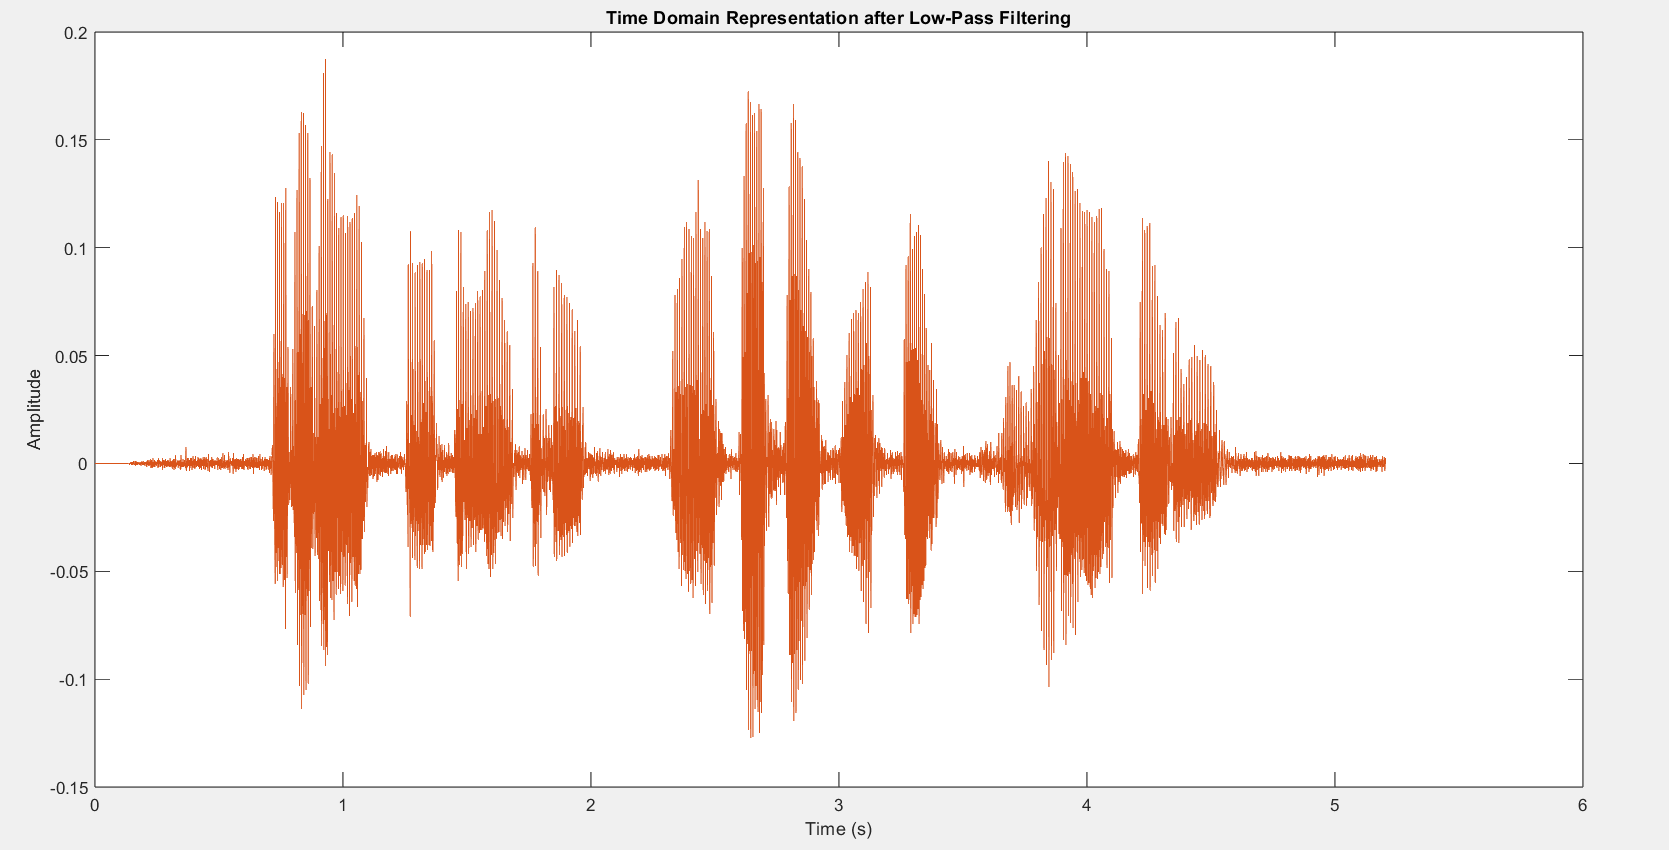 Time Domain Representation after Low-Pass Filtering
0.2
0.15
0.1
0.05
0
-0.05
-0.1
-0.15
Amplitude
0 1 2 3 4 5 6
Time (s)